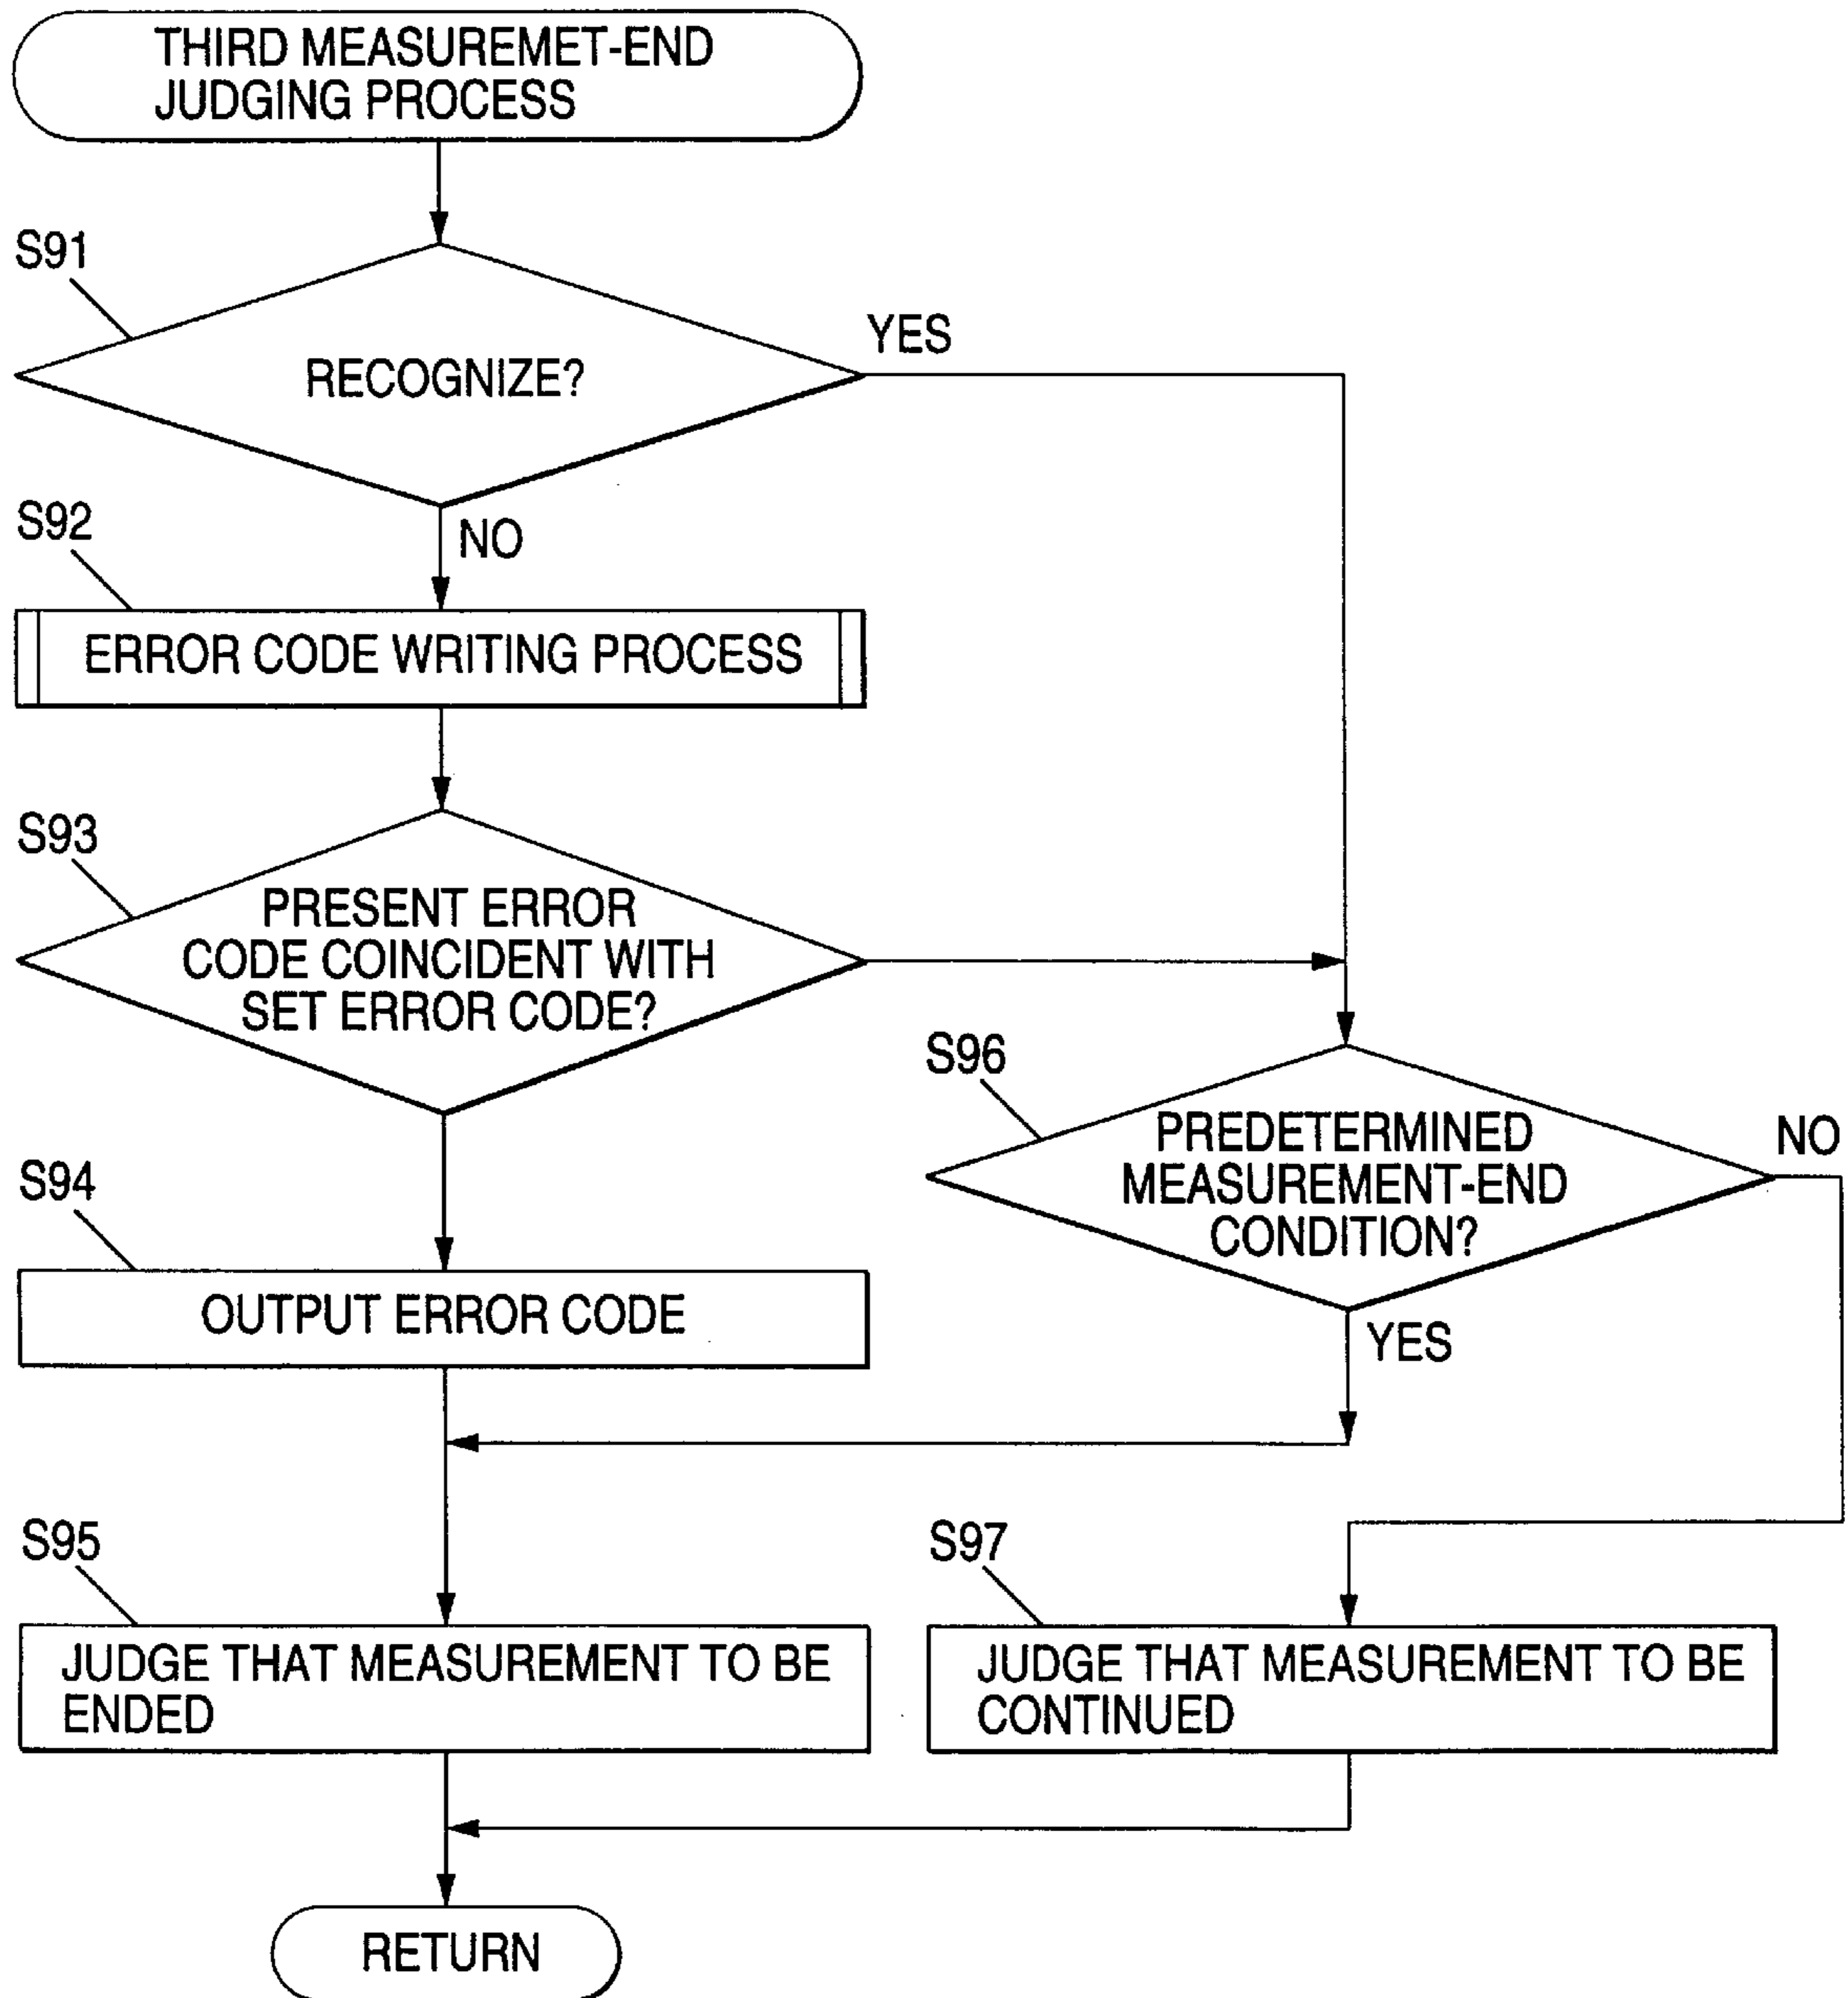 THIRD MEASUREMET-END
JUDGING PROCESS
S91
RECOGNIZE?
YES
NO
S92
ERROR CODE WRITING PROCESS
S93
PRESENT ERROR
CODE COINCIDENT WITH
SET ERROR CODE?
S96
PREDETERMINED
MEASUREMENT-END
CONDITION?
NO
YES
S94
OUTPUT ERROR CODE
S95
JUDGE THAT MEASUREMENT TO BE
ENDED
S97
JUDGE THAT MEASUREMENT TO BE
CONTINUED
RETURN